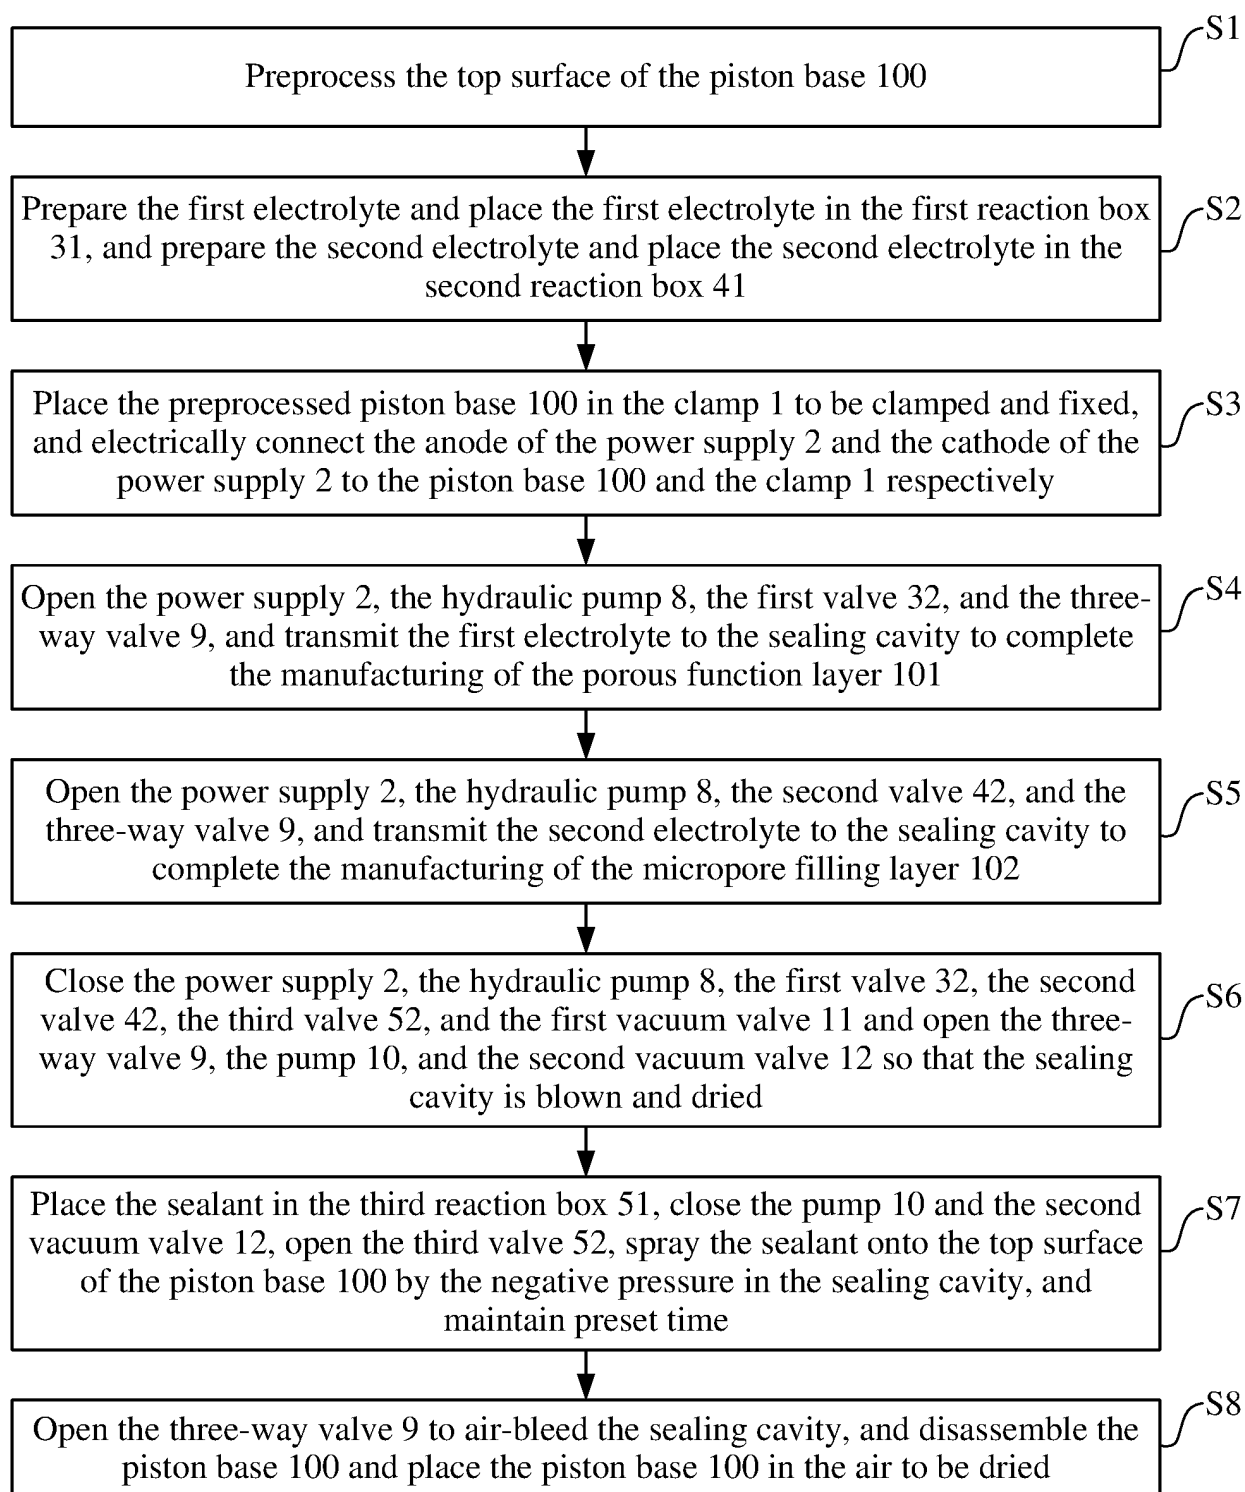 S1
Preprocess the top surface of the piston base 100
S2
Prepare the first electrolyte and place the first electrolyte in the first reaction box
31, and prepare the second electrolyte and place the second electrolyte in the
second reaction box 41
S3
Place the preprocessed piston base 100 in the clamp 1 to be clamped and fixed,
and electrically connect the anode of the power supply 2 and the cathode of the
power supply 2 to the piston base 100 and the clamp 1 respectively
S4
Open the power supply 2, the hydraulic pump 8, the first valve 32, and the three-
way valve 9, and transmit the first electrolyte to the sealing cavity to complete
the manufacturing of the porous function layer 101
S5
Open the power supply 2, the hydraulic pump 8, the second valve 42, and the
three-way valve 9, and transmit the second electrolyte to the sealing cavity to
complete the manufacturing of the micropore filling layer 102
S6
Close the power supply 2, the hydraulic pump 8, the first valve 32, the second
valve 42, the third valve 52, and the first vacuum valve 11 and open the three-
way valve 9, the pump 10, and the second vacuum valve 12 so that the sealing
cavity is blown and dried
S7
Place the sealant in the third reaction box 51, close the pump 10 and the second
vacuum valve 12, open the third valve 52, spray the sealant onto the top surface
of the piston base 100 by the negative pressure in the sealing cavity, and
maintain preset time
S8
Open the three-way valve 9 to air-bleed the sealing cavity, and disassemble the
piston base 100 and place the piston base 100 in the air to be dried